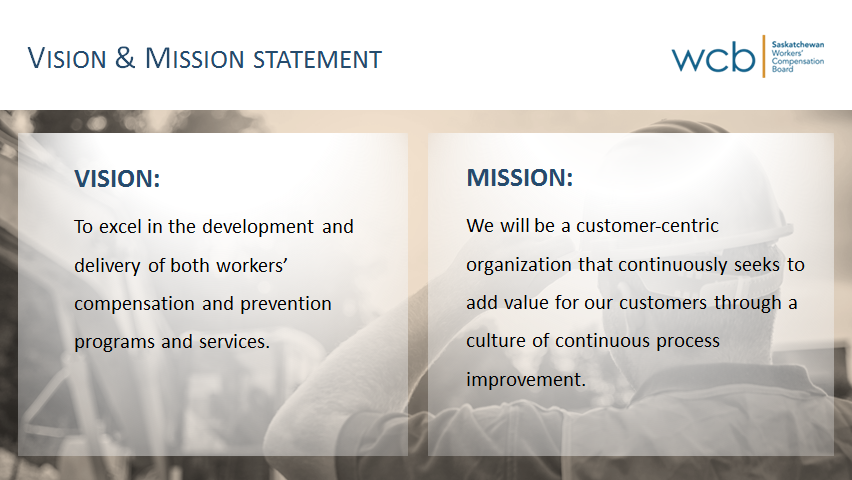 VISION & MISSION STATEMENT
wcb
Saskatchewan
Workers'
Compensation
Board
VISION:
To excel in the development and
delivery of both workers'
compensation and prevention
programs and services.
MISSION:
We will be a customer-centric
organization that continuously seeks to
add value for our customers through a
culture of continuous process
improvement.